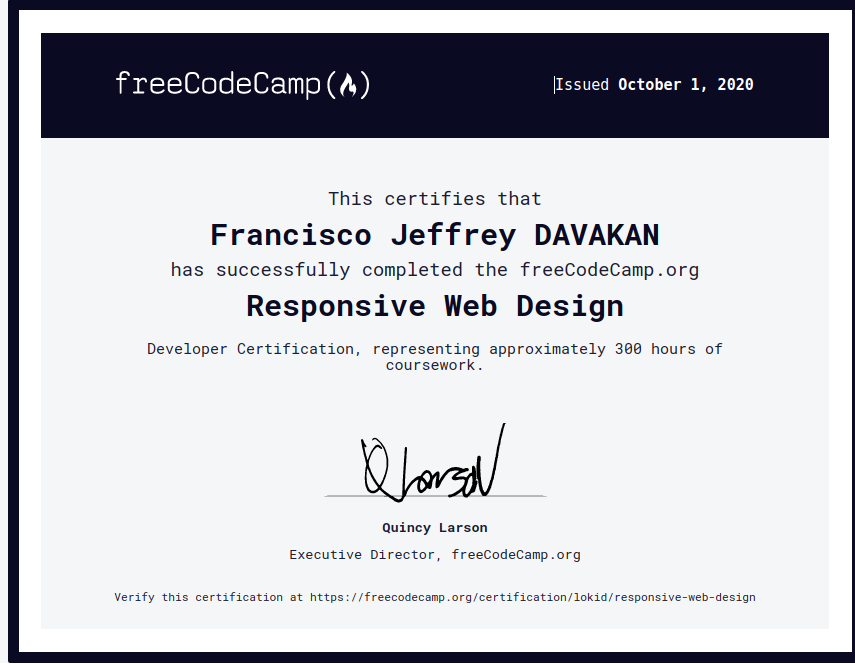 freeCodeCamp(🔥)
Issued October 1, 2020
This certifies that
Francisco Jeffrey DAVAKAN
has successfully completed the freeCodeCamp.org
Responsive Web Design
Developer Certification, representing approximately 300 hours of
coursework.
Q Larson
Quincy Larson
Executive Director, freeCodeCamp.org
Verify this certification at https://freecodecamp.org/certification/lokid/responsive-web-design